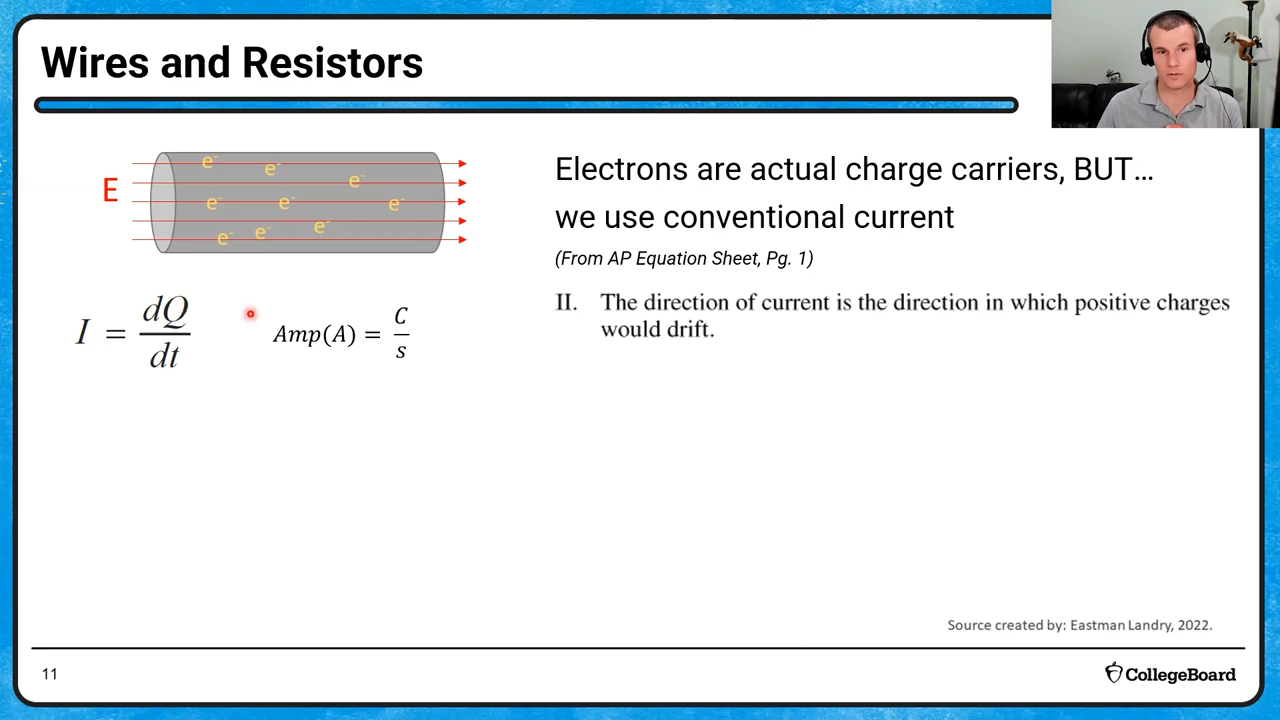 Wires and Resistors
E
e⁻ e⁻ e⁻
e⁻ e⁻ e⁻
e⁻ e⁻ e⁻
I = dQ/dt
Amp(A) = C/s
Electrons are actual charge carriers, BUT…
we use conventional current
(From AP Equation Sheet, Pg. 1)
II. The direction of current is the direction in which positive charges
would drift.
Source created by: Eastman Landry, 2022.
11
CollegeBoard